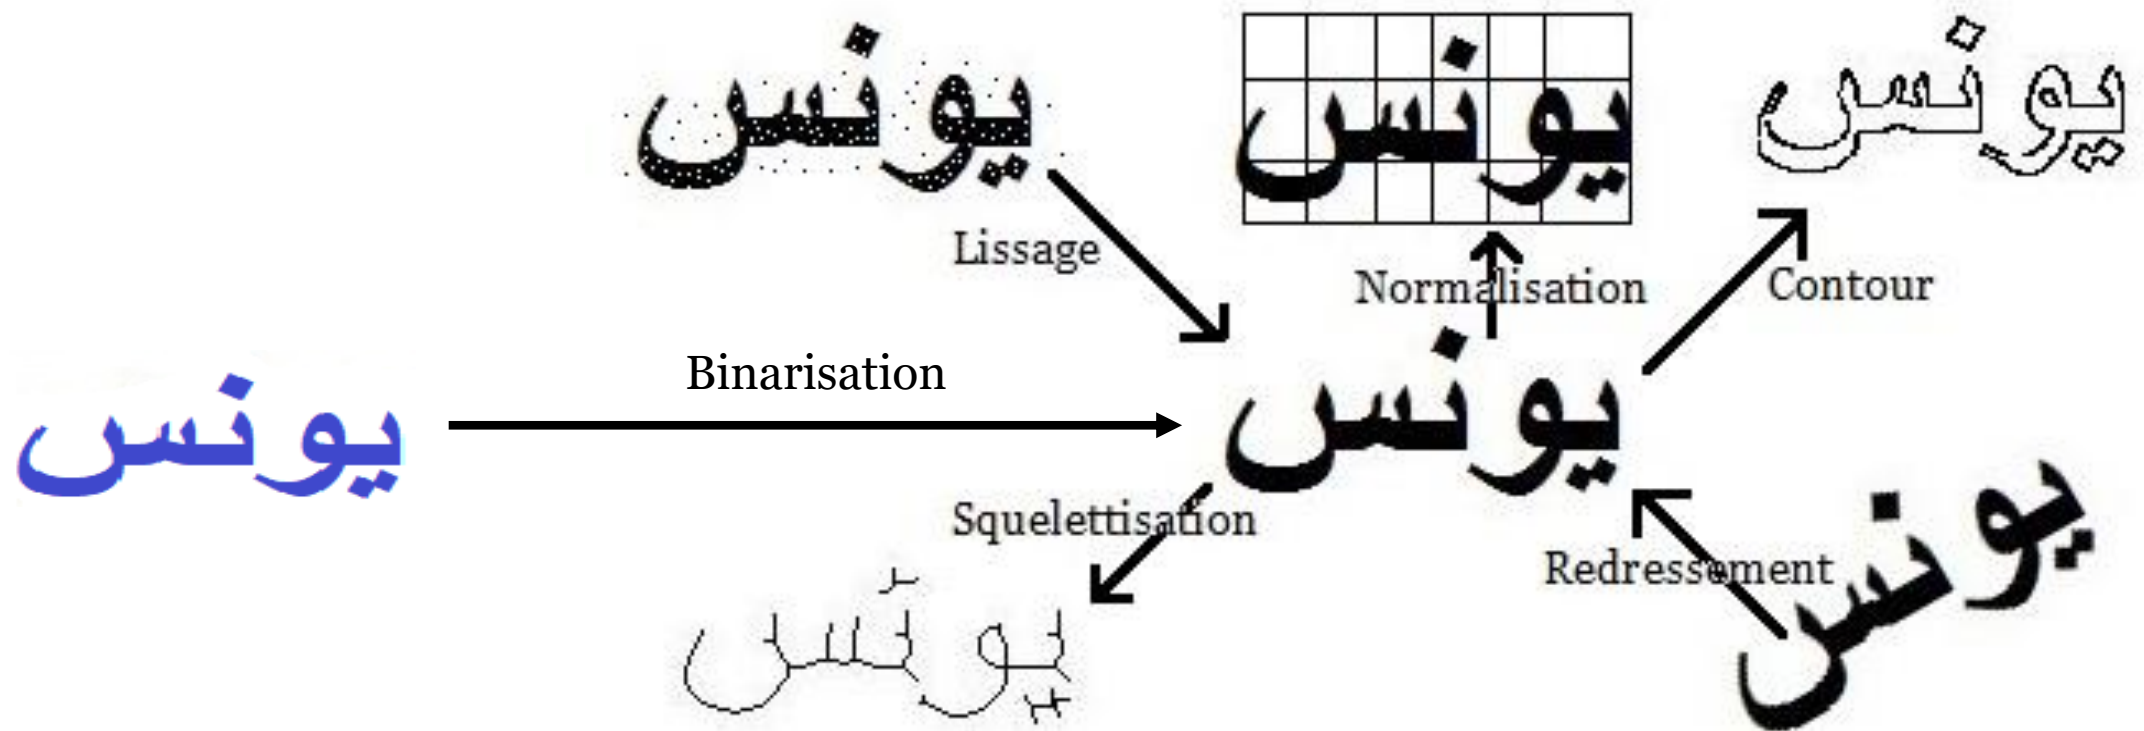 يونس
يونس
يونس
Lissage
Normalisation
Contour
Binarisation
يونس
يونس
Squelettisation
Redressement
يونس
يونس